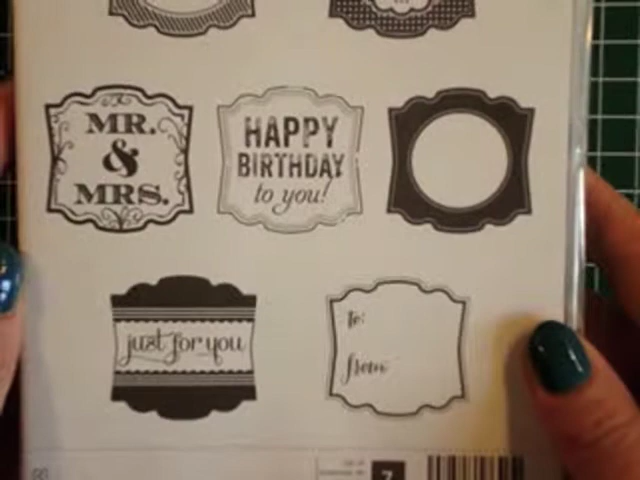 MR.
&
MRS.
HAPPY
BIRTHDAY
to you!
just for you
to:
from:
7